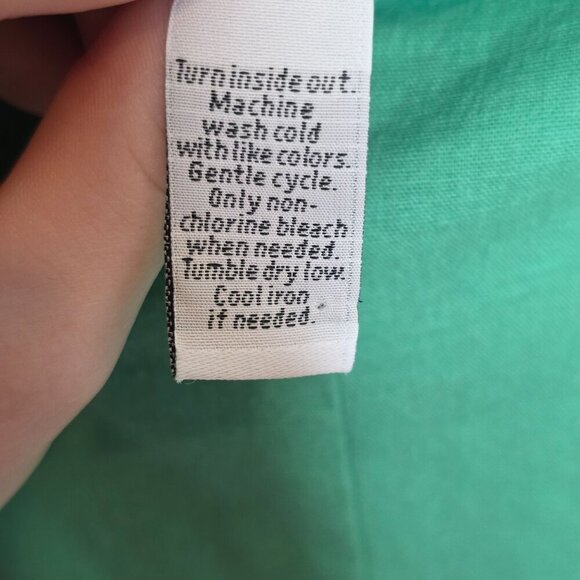 Turn inside out.
Machine
wash cold
with like colors.
Gentle cycle.
Only non-
chlorine bleach
when needed.
Tumble dry low.
Cool iron
if needed.